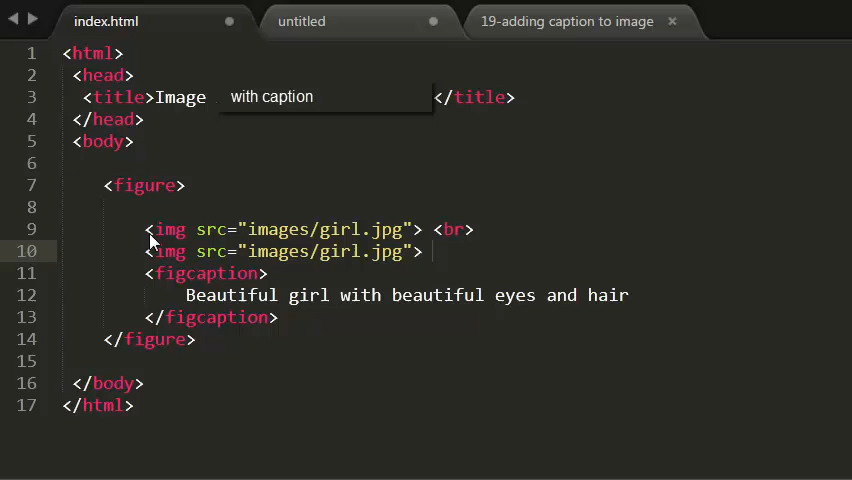 index.html untitled 19-adding caption to image ×
1 <html>
2 <head>
3 <title>Image with caption </title>
4 </head>
5 <body>
6
7 <figure>
8
9 <img src="images/girl.jpg"> <br>
10 <img src="images/girl.jpg">
11 <figcaption>
12 Beautiful girl with beautiful eyes and hair
13 </figcaption>
14 </figure>
15
16 </body>
17 </html>